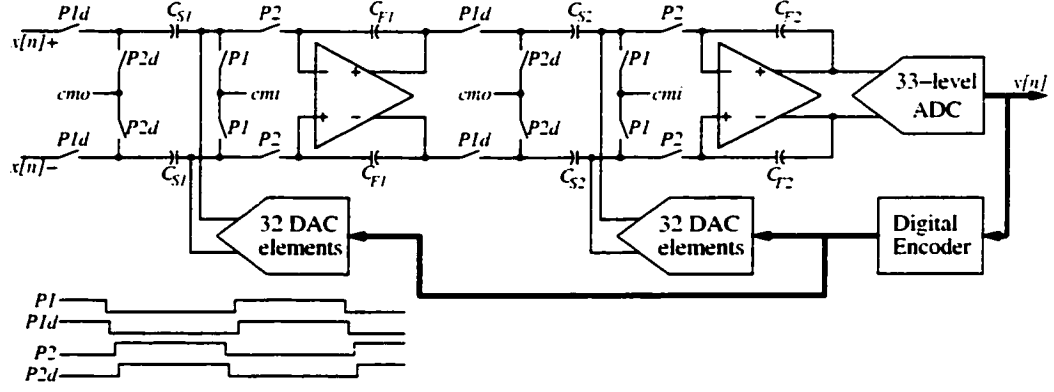 P1d C_S1 P2 C_F1 P1d C_S2 P2 C_F2
x[n]+
P2d P1 − + P2d P1 − + 33-level v[n]
cmo cmi cmo cmi ADC
P2d P1 + − P2d P1 + −
P1d P2 P1d P2
x[n]− C_S1 C_F1 C_S2 C_F2
32 DAC 32 DAC Digital
elements elements Encoder
P1
P1d
P2
P2d